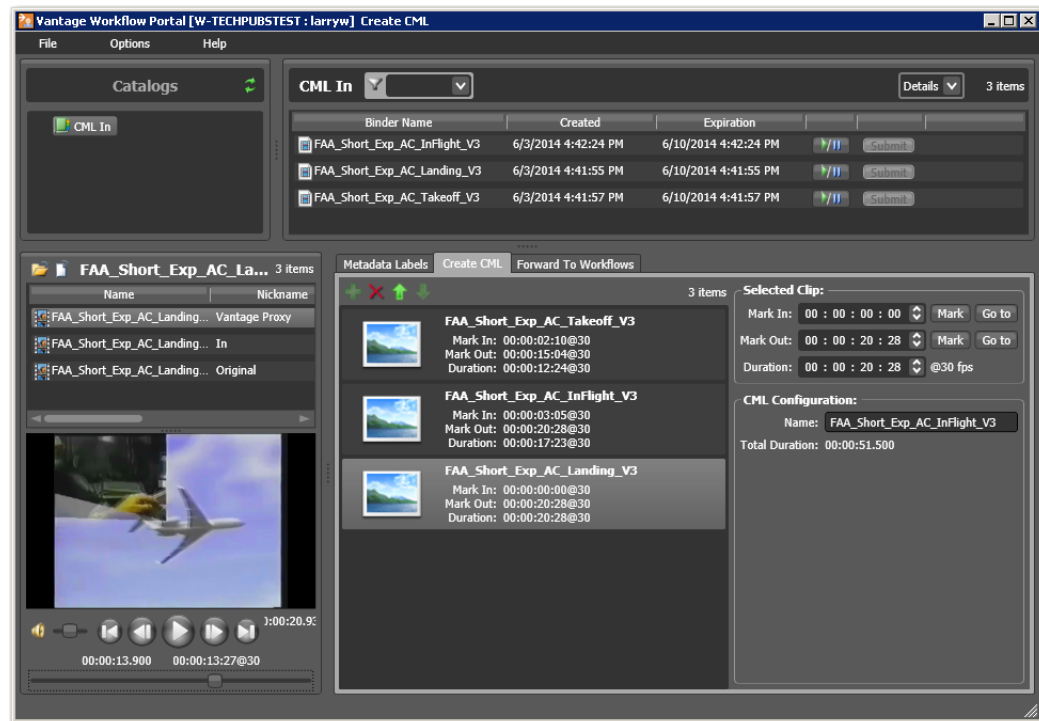 Vantage Workflow Portal [W-TECHPUBSTEST : larryw] Create CML
File Options Help
Catalogs
CML In
CML In
Details
3 items
Binder Name Created Expiration
FAA_Short_Exp_AC_InFlight_V3 6/3/2014 4:42:24 PM 6/10/2014 4:42:24 PM Submit
FAA_Short_Exp_AC_Landing_V3 6/3/2014 4:41:55 PM 6/10/2014 4:41:55 PM Submit
FAA_Short_Exp_AC_Takeoff_V3 6/3/2014 4:41:57 PM 6/10/2014 4:41:57 PM Submit
FAA_Short_Exp_AC_La... 3 items
Name Nickname
FAA_Short_Exp_AC_Landing... Vantage Proxy
FAA_Short_Exp_AC_Landing... In
FAA_Short_Exp_AC_Landing... Original
):00:20.93
00:00:13.900 00:00:13:27@30
Metadata Labels Create CML Forward To Workflows
3 items
FAA_Short_Exp_AC_Takeoff_V3
Mark In: 00:00:02:10@30
Mark Out: 00:00:15:04@30
Duration: 00:00:12:24@30
FAA_Short_Exp_AC_InFlight_V3
Mark In: 00:00:03:05@30
Mark Out: 00:00:20:28@30
Duration: 00:00:17:23@30
FAA_Short_Exp_AC_Landing_V3
Mark In: 00:00:00:00@30
Mark Out: 00:00:20:28@30
Duration: 00:00:20:28@30
Selected Clip:
Mark In: 00 : 00 : 00 : 00 Mark Go to
Mark Out: 00 : 00 : 20 : 28 Mark Go to
Duration: 00 : 00 : 20 : 28 @30 fps
CML Configuration:
Name: FAA_Short_Exp_AC_InFlight_V3
Total Duration: 00:00:51.500